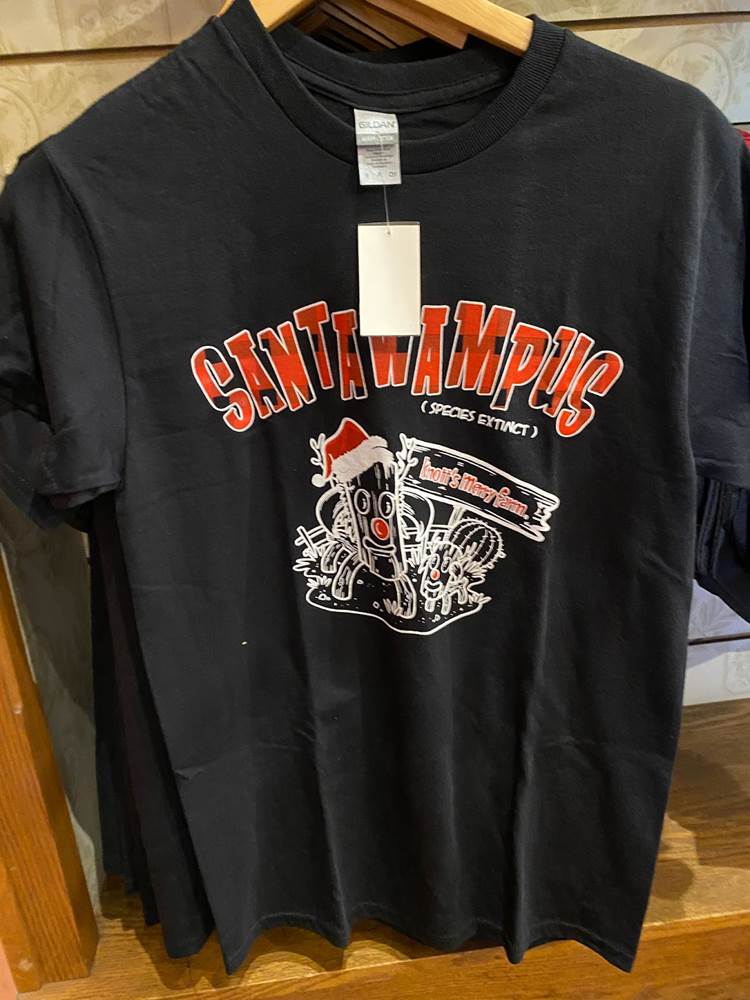 GILDAN
SANTAWAMPUS
(SPECIES EXTINCT)
Knott's Merry Farm.